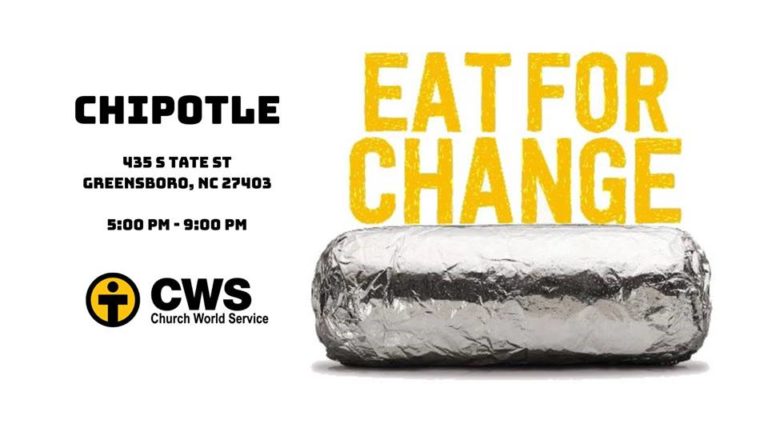 CHIPOTLE
435 S TATE ST
GREENSBORO, NC 27403
5:00 PM - 9:00 PM
CWS
Church World Service
EAT FOR
CHANGE